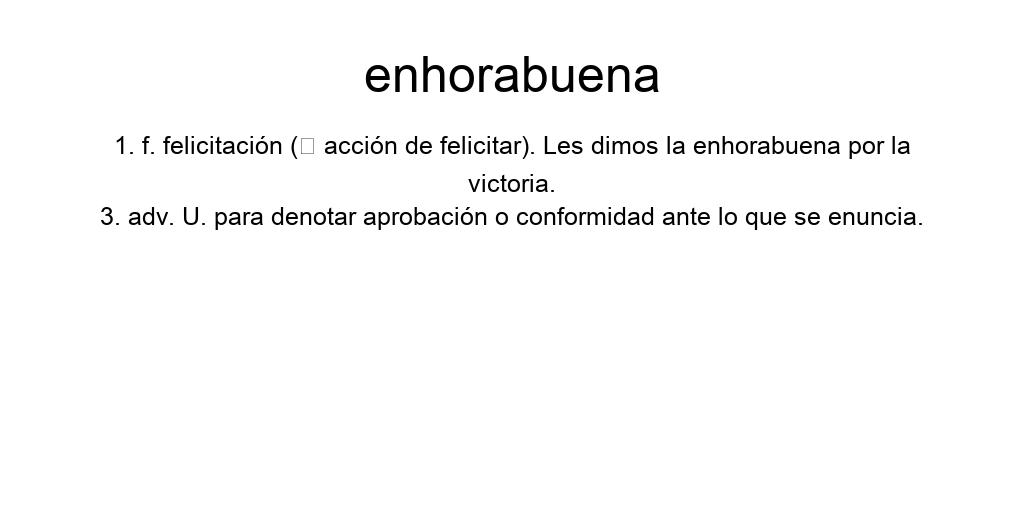 enhorabuena
1. f. felicitación (□ acción de felicitar). Les dimos la enhorabuena por la
victoria.
3. adv. U. para denotar aprobación o conformidad ante lo que se enuncia.